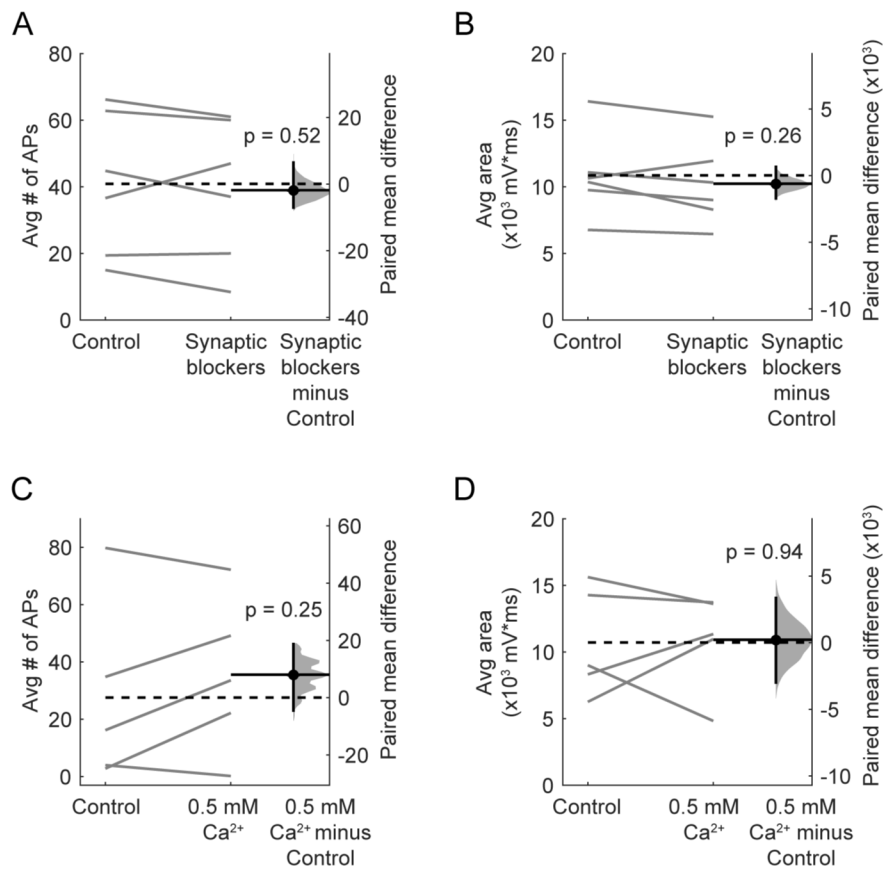 A
80
60
40
20
0
Avg # of APs
p = 0.52
20
0
-20
-40
Paired mean difference
Control
Synaptic
blockers
Synaptic
blockers
minus
Control
B
20
15
10
5
0
Avg area
(x10³ mV*ms)
p = 0.26
5
0
-5
-10
Paired mean difference (x10³)
Control
Synaptic
blockers
Synaptic
blockers
minus
Control
C
80
60
40
20
0
Avg # of APs
p = 0.25
60
40
20
0
-20
Paired mean difference
Control
0.5 mM
Ca²⁺
0.5 mM
Ca²⁺ minus
Control
D
20
15
10
5
0
Avg area
(x10³ mV*ms)
p = 0.94
5
0
-5
-10
Paired mean difference (x10³)
Control
0.5 mM
Ca²⁺
0.5 mM
Ca²⁺ minus
Control